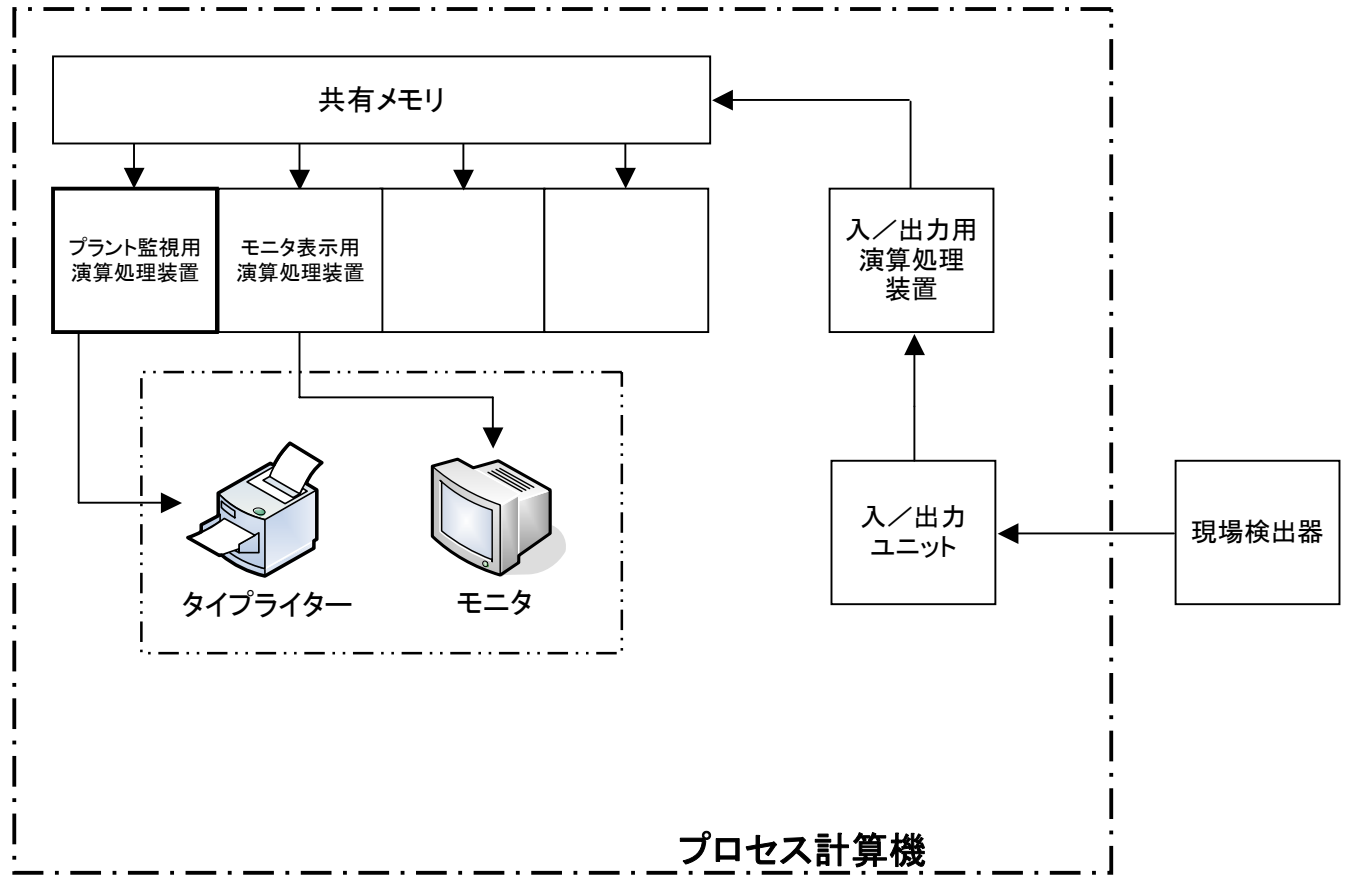 共有メモリ
プラント監視用
演算処理装置
モニタ表示用
演算処理装置
入／出力用
演算処理
装置
入／出力
ユニット
現場検出器
タイプライター
モニタ
プロセス計算機